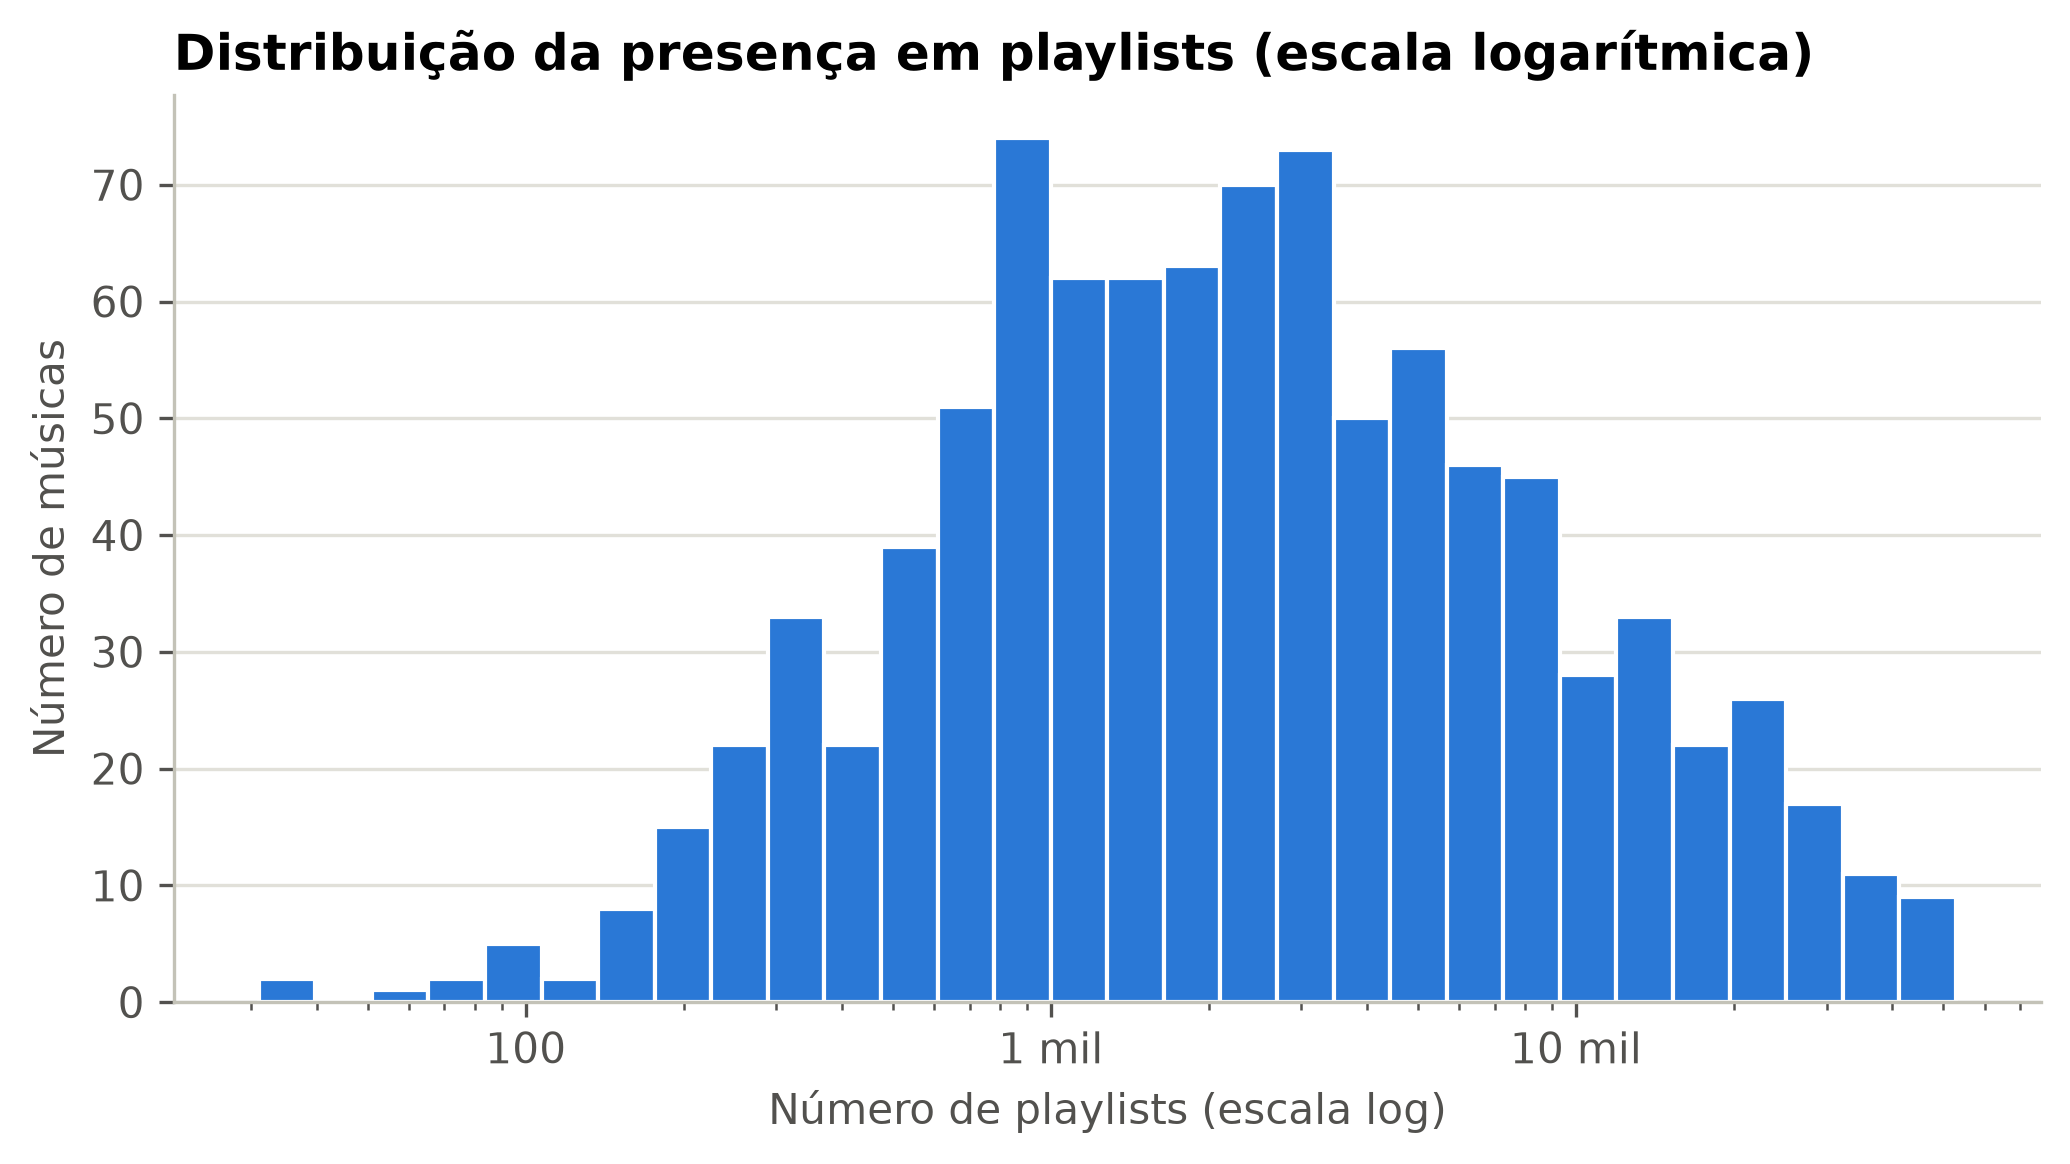 Distribuição da presença em playlists (escala logarítmica)
Número de músicas
70
60
50
40
30
20
10
0
100
1 mil
10 mil
Número de playlists (escala log)